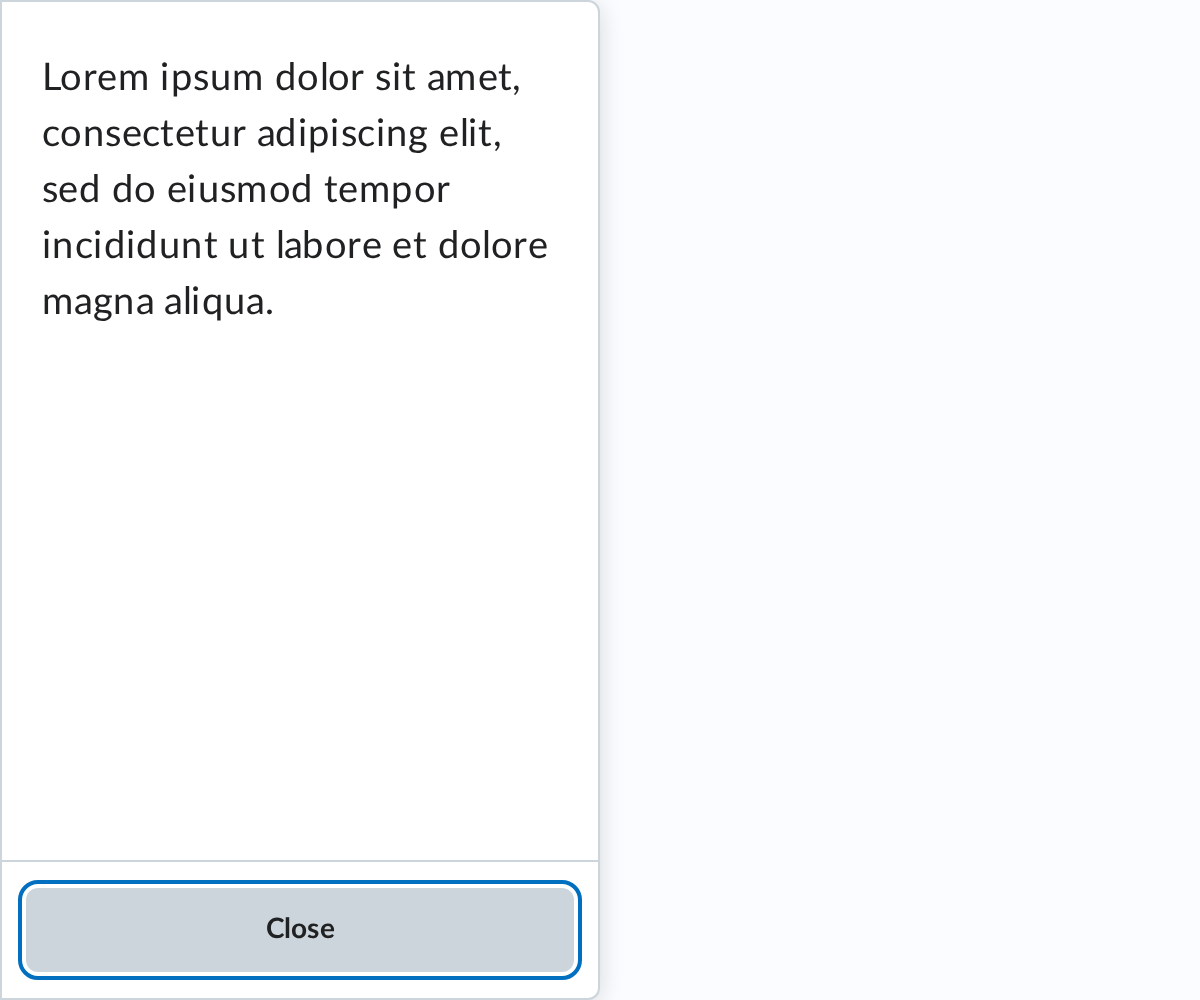 Lorem ipsum dolor sit amet,
consectetur adipiscing elit,
sed do eiusmod tempor
incididunt ut labore et dolore
magna aliqua.
Close